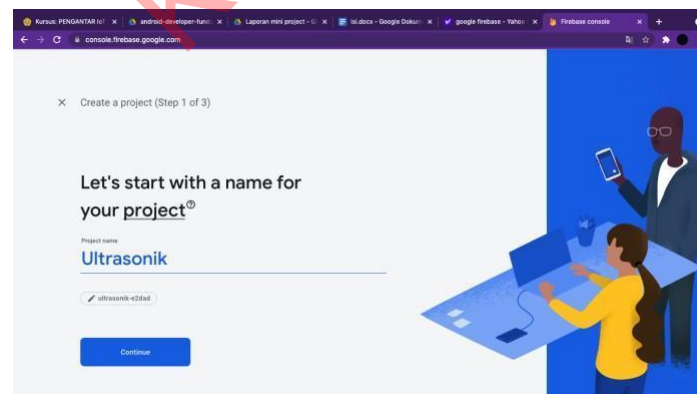 Kursus: PENGANTAR IoT
android-developer-fund
Laporan mini project - G
Isi.docx - Google Dokum
google firebase - Yahoo
Firebase console
console.firebase.google.com
Create a project (Step 1 of 3)
Let's start with a name for
your project
Project name
Ultrasonik
ultrasonik-e2dad
Continue